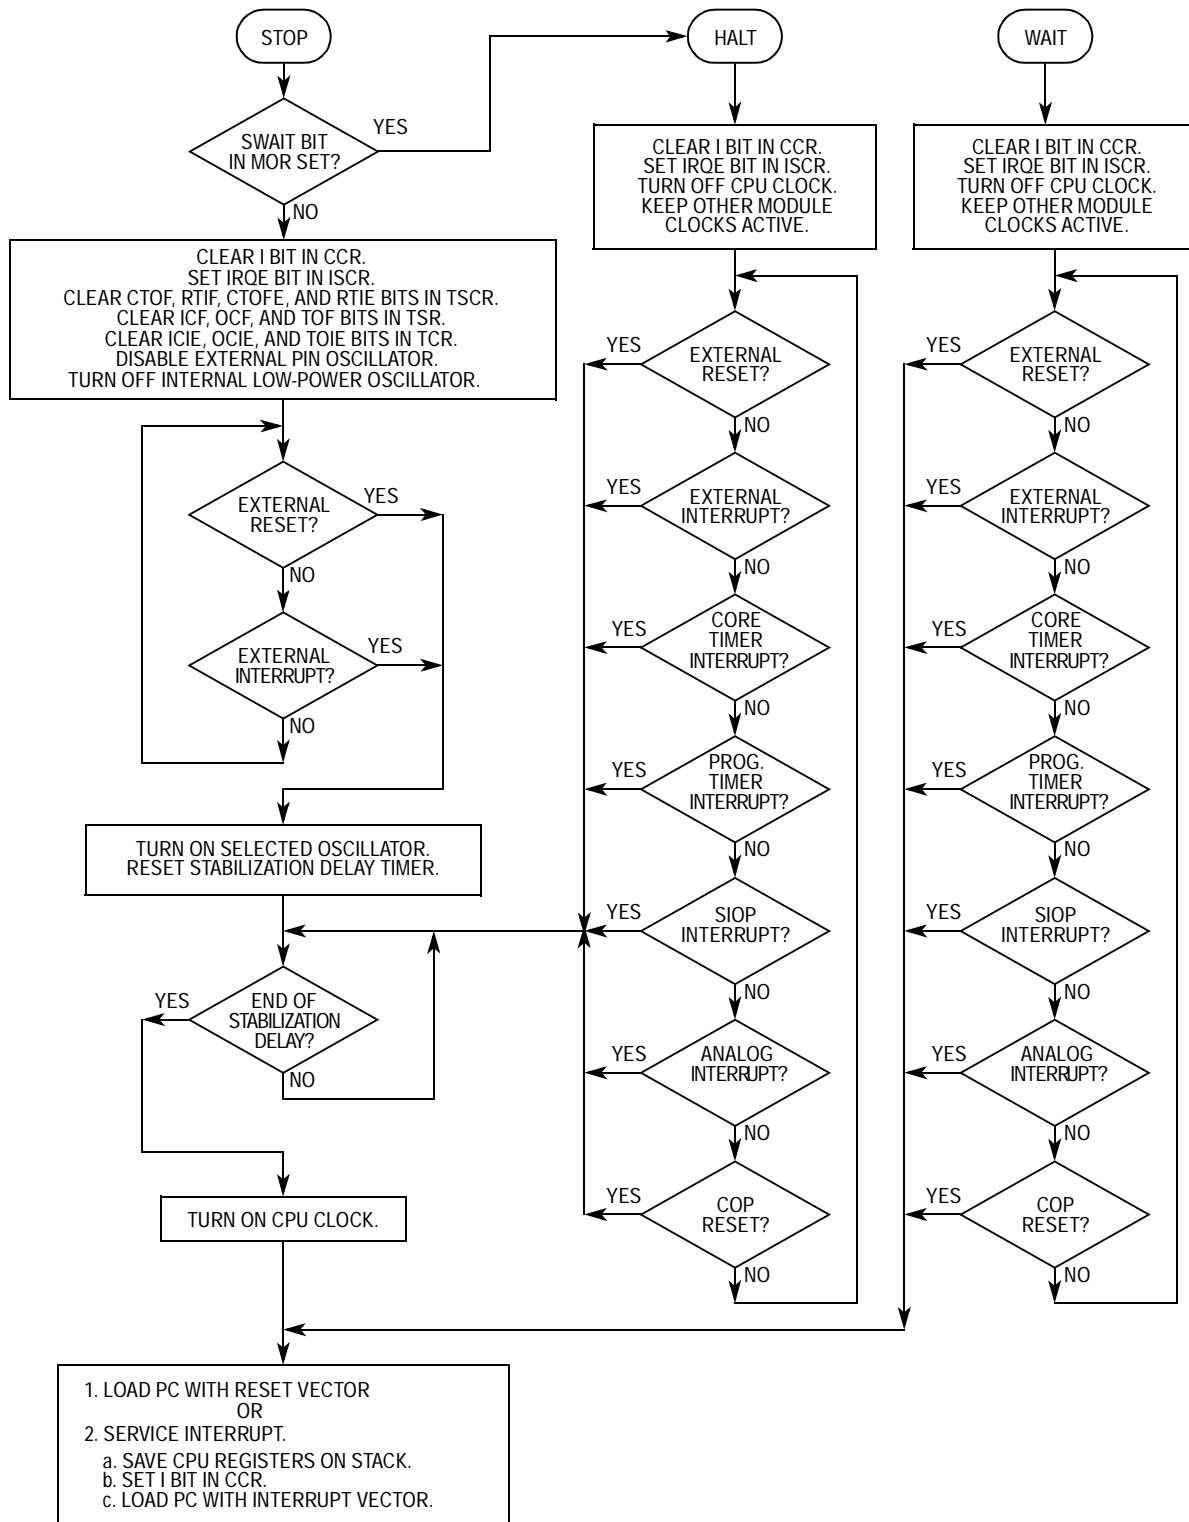 STOP
SWAIT BIT
IN MOR SET?
YES
NO
CLEAR I BIT IN CCR.
SET IRQE BIT IN ISCR.
CLEAR CTOF, RTIF, CTOFE, AND RTIE BITS IN TSCR.
CLEAR ICF, OCF, AND TOF BITS IN TSR.
CLEAR ICIE, OCIE, AND TOIE BITS IN TCR.
DISABLE EXTERNAL PIN OSCILLATOR.
TURN OFF INTERNAL LOW-POWER OSCILLATOR.
EXTERNAL
RESET?
YES
NO
EXTERNAL
INTERRUPT?
YES
NO
TURN ON SELECTED OSCILLATOR.
RESET STABILIZATION DELAY TIMER.
YES
END OF
STABILIZATION
DELAY?
NO
TURN ON CPU CLOCK.
1. LOAD PC WITH RESET VECTOR
OR
2. SERVICE INTERRUPT.
a. SAVE CPU REGISTERS ON STACK.
b. SET I BIT IN CCR.
c. LOAD PC WITH INTERRUPT VECTOR.
HALT
CLEAR I BIT IN CCR.
SET IRQE BIT IN ISCR.
TURN OFF CPU CLOCK.
KEEP OTHER MODULE
CLOCKS ACTIVE.
YES
EXTERNAL
RESET?
NO
YES
EXTERNAL
INTERRUPT?
NO
YES
CORE
TIMER
INTERRUPT?
NO
YES
PROG.
TIMER
INTERRUPT?
NO
YES
SIOP
INTERRUPT?
NO
YES
ANALOG
INTERRUPT?
NO
YES
COP
RESET?
NO
WAIT
CLEAR I BIT IN CCR.
SET IRQE BIT IN ISCR.
TURN OFF CPU CLOCK.
KEEP OTHER MODULE
CLOCKS ACTIVE.
YES
EXTERNAL
RESET?
NO
YES
EXTERNAL
INTERRUPT?
NO
YES
CORE
TIMER
INTERRUPT?
NO
YES
PROG.
TIMER
INTERRUPT?
NO
YES
SIOP
INTERRUPT?
NO
YES
ANALOG
INTERRUPT?
NO
YES
COP
RESET?
NO